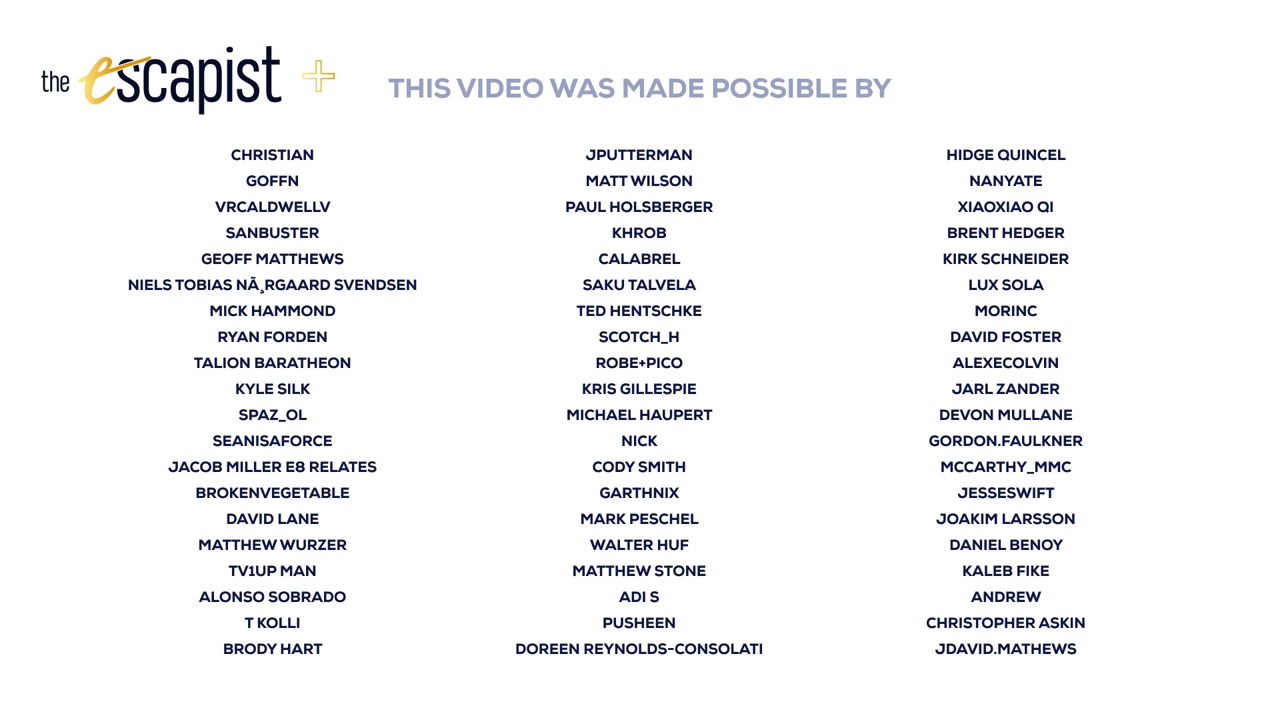 the escapist +
THIS VIDEO WAS MADE POSSIBLE BY
CHRISTIAN
GOFFN
VRCALDWELLV
SANBUSTER
GEOFF MATTHEWS
NIELS TOBIAS NÃ¸RGAARD SVENDSEN
MICK HAMMOND
RYAN FORDEN
TALION BARATHEON
KYLE SILK
SPAZ_OL
SEANISAFORCE
JACOB MILLER E8 RELATES
BROKENVEGETABLE
DAVID LANE
MATTHEW WURZER
TV1UP MAN
ALONSO SOBRADO
T KOLLI
BRODY HART
JPUTTERMAN
MATT WILSON
PAUL HOLSBERGER
KHROB
CALABREL
SAKU TALVELA
TED HENTSCHKE
SCOTCH_H
ROBE+PICO
KRIS GILLESPIE
MICHAEL HAUPERT
NICK
CODY SMITH
GARTHNIX
MARK PESCHEL
WALTER HUF
MATTHEW STONE
ADI S
PUSHEEN
DOREEN REYNOLDS-CONSOLATI
HIDGE QUINCEL
NANYATE
XIAOXIAO QI
BRENT HEDGER
KIRK SCHNEIDER
LUX SOLA
MORINC
DAVID FOSTER
ALEXECOLVIN
JARL ZANDER
DEVON MULLANE
GORDON.FAULKNER
MCCARTHY_MMC
JESSESWIFT
JOAKIM LARSSON
DANIEL BENOY
KALEB FIKE
ANDREW
CHRISTOPHER ASKIN
JDAVID.MATHEWS